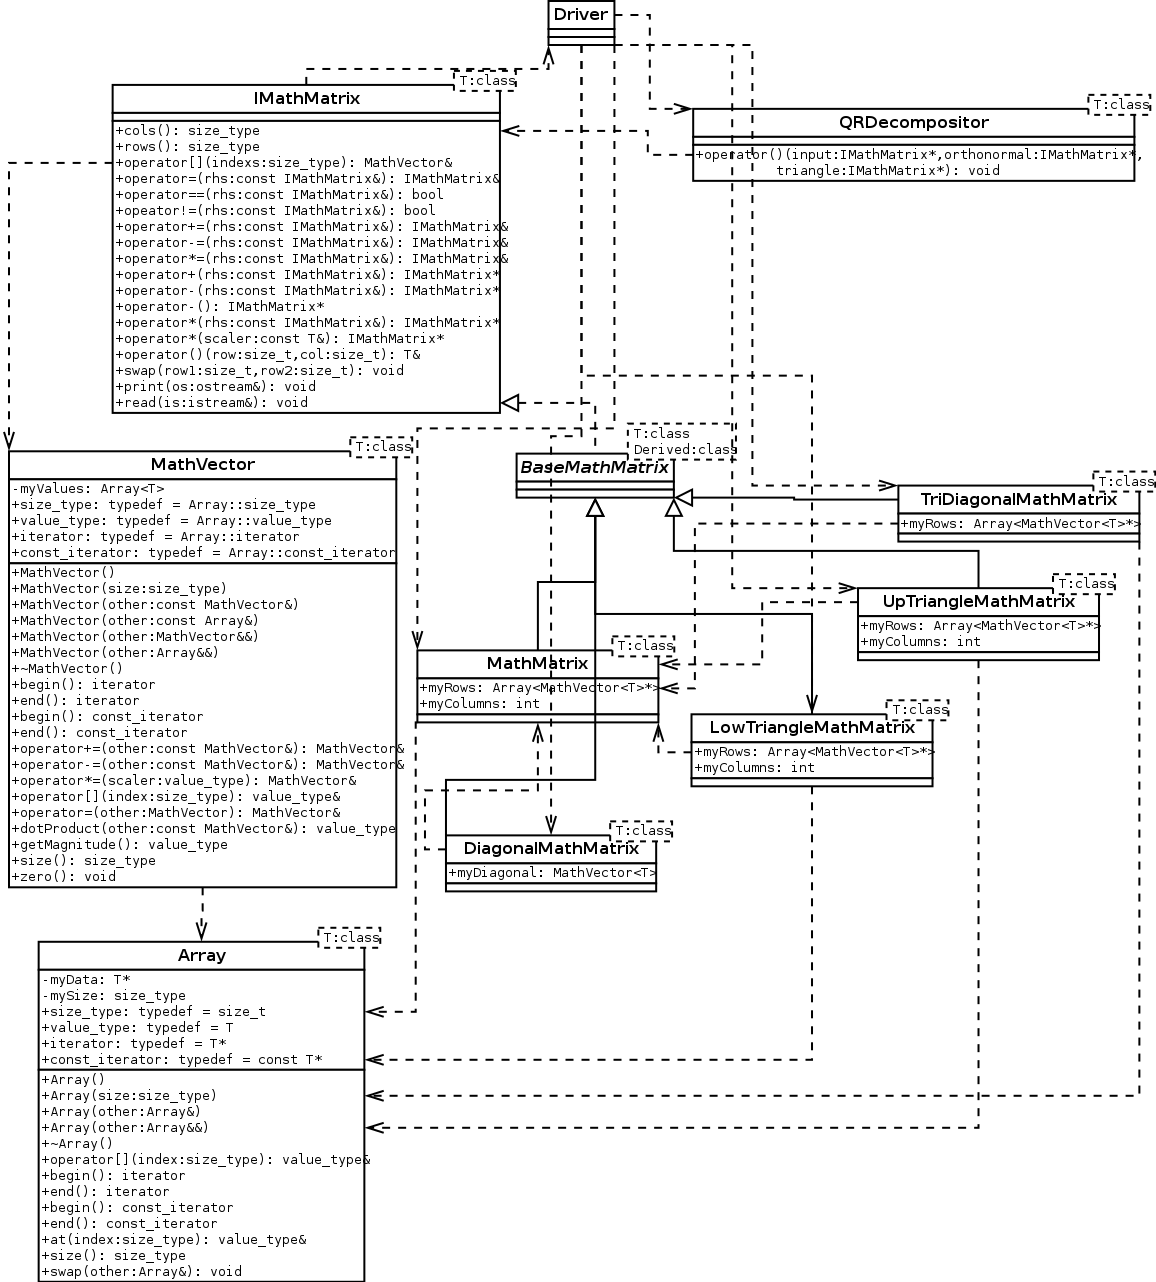 Driver
T:class
IMathMatrix
+cols(): size_type
+rows(): size_type
+operator[](indexs:size_type): MathVector&
+operator=(rhs:const IMathMatrix&): IMathMatrix&
+operator==(rhs:const IMathMatrix&): bool
+opeator!=(rhs:const IMathMatrix&): bool
+operator+=(rhs:const IMathMatrix&): IMathMatrix&
+operator-=(rhs:const IMathMatrix&): IMathMatrix&
+operator*=(rhs:const IMathMatrix&): IMathMatrix&
+operator+(rhs:const IMathMatrix&): IMathMatrix*
+operator-(rhs:const IMathMatrix&): IMathMatrix*
+operator-(): IMathMatrix*
+operator*(rhs:const IMathMatrix&): IMathMatrix*
+operator*(scaler:const T&): IMathMatrix*
+operator()(row:size_t,col:size_t): T&
+swap(row1:size_t,row2:size_t): void
+print(os:ostream&): void
+read(is:istream&): void
T:class
QRDecompositor
+operator()(input:IMathMatrix*,orthonormal:IMathMatrix*,
triangle:IMathMatrix*): void
T:class
MathVector
-myValues: Array<T>
+size_type: typedef = Array::size_type
+value_type: typedef = Array::value_type
+iterator: typedef = Array::iterator
+const_iterator: typedef = Array::const_iterator
+MathVector()
+MathVector(size:size_type)
+MathVector(other:const MathVector&)
+MathVector(other:const Array&)
+MathVector(other:MathVector&&)
+MathVector(other:Array&&)
+~MathVector()
+begin(): iterator
+end(): iterator
+begin(): const_iterator
+end(): const_iterator
+operator+=(other:const MathVector&): MathVector&
+operator-=(other:const MathVector&): MathVector&
+operator*=(scaler:value_type): MathVector&
+operator[](index:size_type): value_type&
+operator=(other:MathVector): MathVector&
+dotProduct(other:const MathVector&): value_type
+getMagnitude(): value_type
+size(): size_type
+zero(): void
T:class
Derived:class
BaseMathMatrix
T:class
TriDiagonalMathMatrix
+myRows: Array<MathVector<T>*>
T:class
UpTriangleMathMatrix
+myRows: Array<MathVector<T>*>
+myColumns: int
T:class
MathMatrix
+myRows: Array<MathVector<T>*>
+myColumns: int
T:class
LowTriangleMathMatrix
+myRows: Array<MathVector<T>*>
+myColumns: int
T:class
DiagonalMathMatrix
+myDiagonal: MathVector<T>
T:class
Array
-myData: T*
-mySize: size_type
+size_type: typedef = size_t
+value_type: typedef = T
+iterator: typedef = T*
+const_iterator: typedef = const T*
+Array()
+Array(size:size_type)
+Array(other:Array&)
+Array(other:Array&&)
+~Array()
+operator[](index:size_type): value_type&
+begin(): iterator
+end(): iterator
+begin(): const_iterator
+end(): const_iterator
+at(index:size_type): value_type&
+size(): size_type
+swap(other:Array&): void